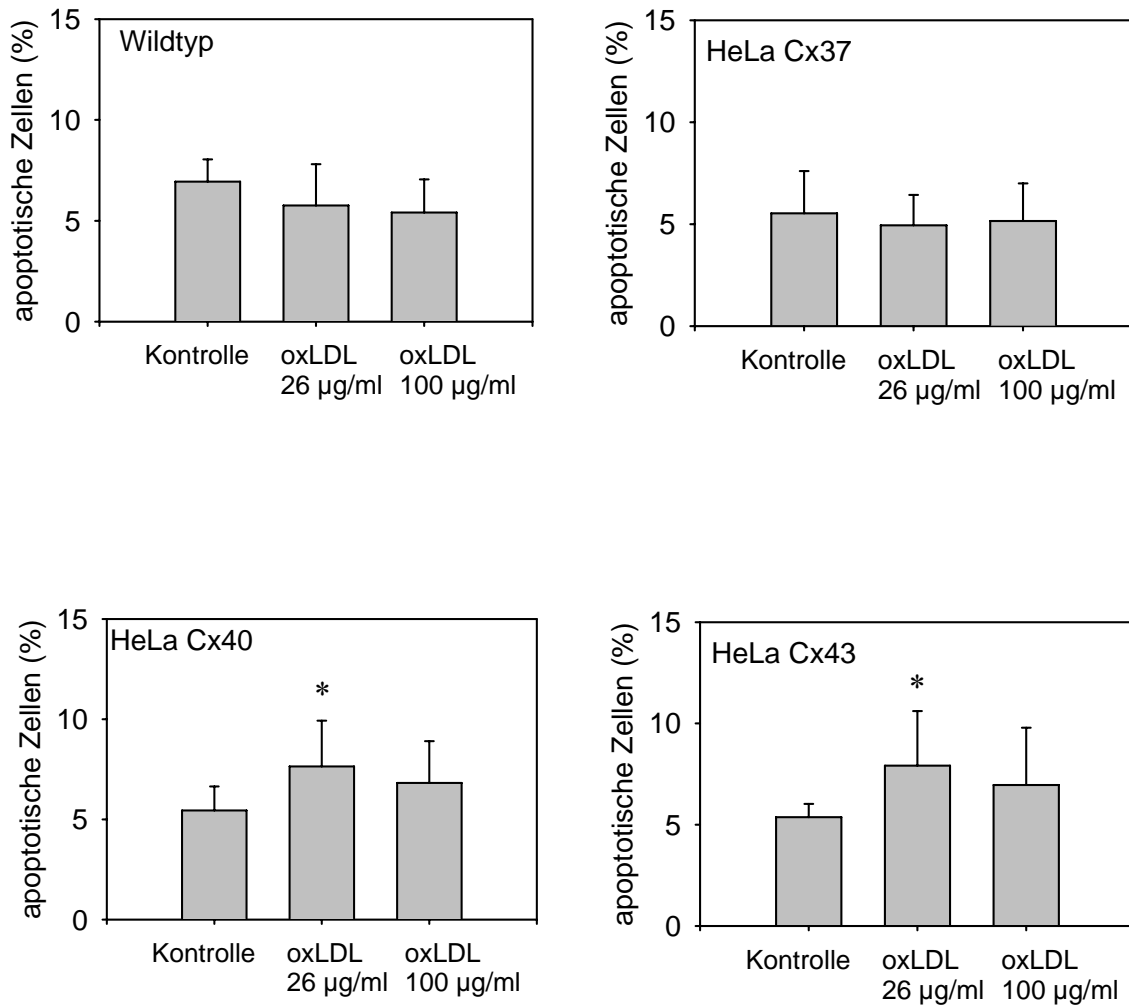 apoptotische Zellen (%)
15
10
5
0
Wildtyp
Kontrolle
oxLDL
26 µg/ml
oxLDL
100 µg/ml
apoptotische Zellen (%)
15
10
5
0
HeLa Cx37
Kontrolle
oxLDL
26 µg/ml
oxLDL
100 µg/ml
apoptotische Zellen (%)
15
10
5
0
HeLa Cx40
*
Kontrolle
oxLDL
26 µg/ml
oxLDL
100 µg/ml
apoptotische Zellen (%)
15
10
5
0
HeLa Cx43
*
Kontrolle
oxLDL
26 µg/ml
oxLDL
100 µg/ml